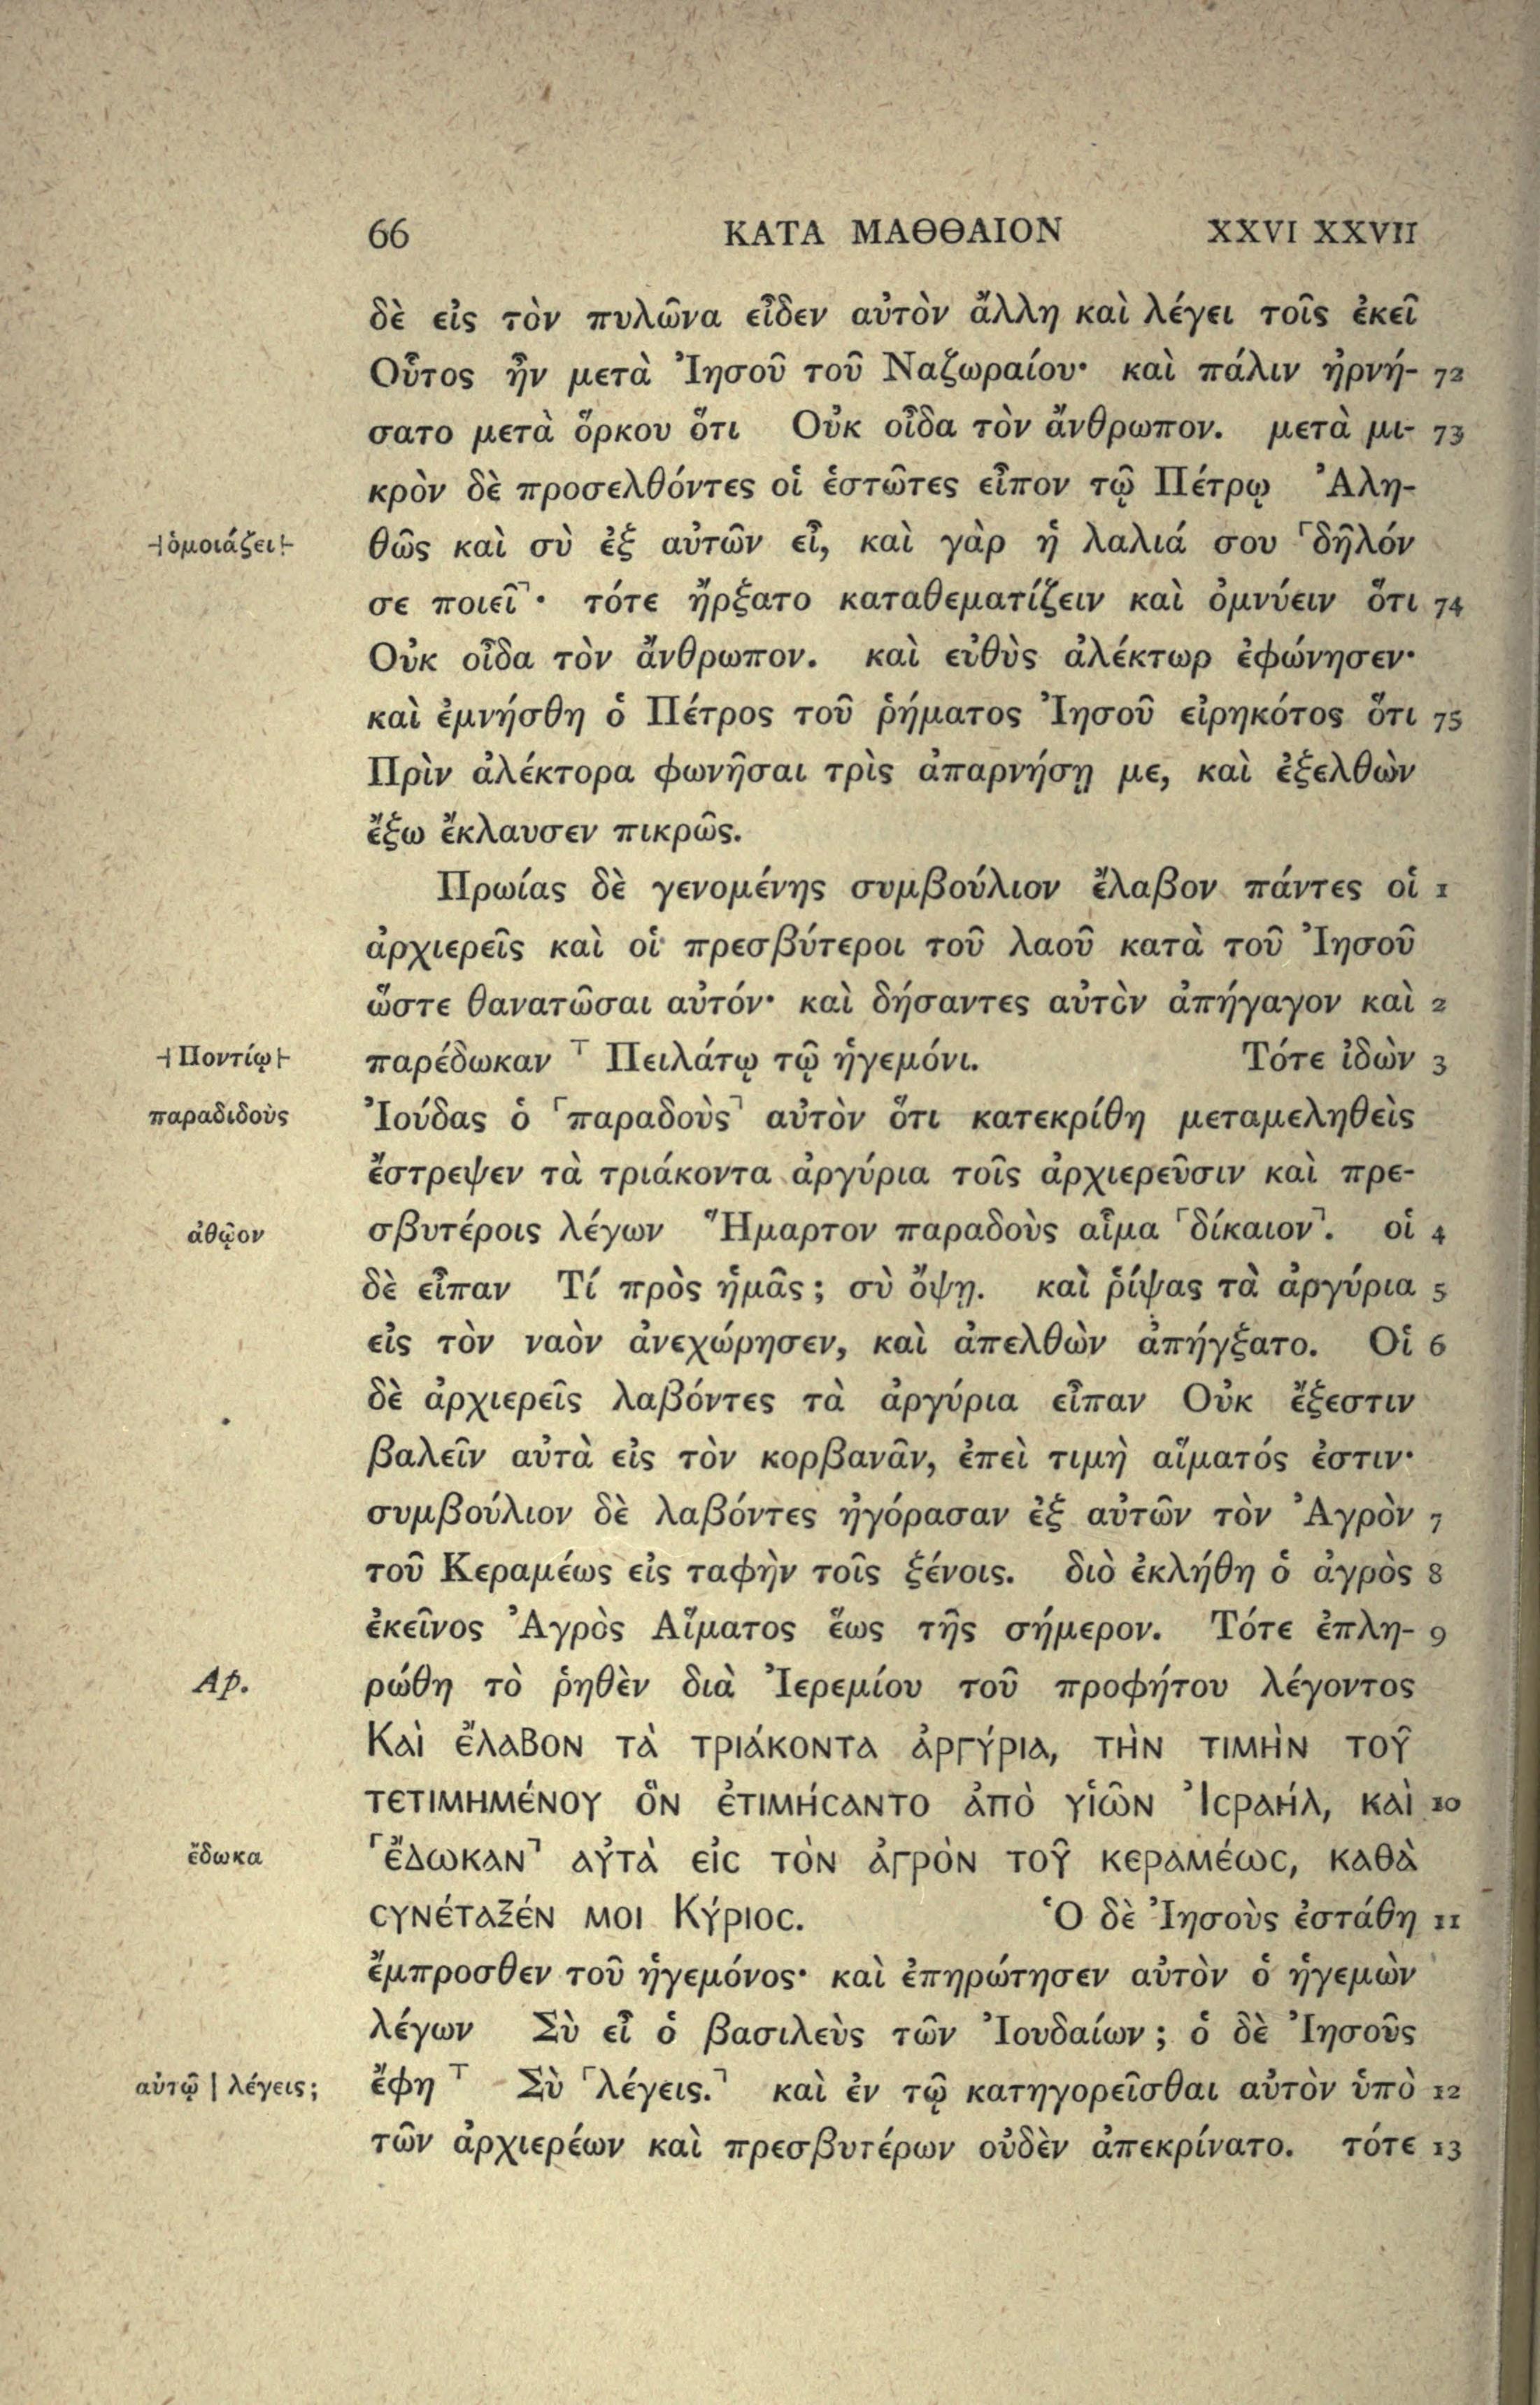 66 ΚΑΤΑ ΜΑΘΘΑΙΟΝ XXVI XXVII
δὲ εἰς τὸν πυλῶνα εἶδεν αὐτὸν ἄλλη καὶ λέγει τοῖς ἐκεῖ
Οὗτος ἦν μετὰ Ἰησοῦ τοῦ Ναζωραίου· καὶ πάλιν ἠρνή- 72
σατο μετὰ ὅρκου ὅτι Οὐκ οἶδα τὸν ἄνθρωπον. μετὰ μι- 73
κρὸν δὲ προσελθόντες οἱ ἑστῶτες εἶπον τῷ Πέτρῳ Ἀλη-
⊣ὁμοιάζει⊢ θῶς καὶ σὺ ἐξ αὐτῶν εἶ, καὶ γὰρ ἡ λαλιά σου ⸀δῆλόν
σε ποιεῖ⸣· τότε ἤρξατο καταθεματίζειν καὶ ὀμνύειν ὅτι 74
Οὐκ οἶδα τὸν ἄνθρωπον. καὶ εὐθὺς ἀλέκτωρ ἐφώνησεν·
καὶ ἐμνήσθη ὁ Πέτρος τοῦ ῥήματος Ἰησοῦ εἰρηκότος ὅτι 75
Πρὶν ἀλέκτορα φωνῆσαι τρὶς ἀπαρνήσῃ με, καὶ ἐξελθὼν
ἔξω ἔκλαυσεν πικρῶς.
Πρωίας δὲ γενομένης συμβούλιον ἔλαβον πάντες οἱ 1
ἀρχιερεῖς καὶ οἱ πρεσβύτεροι τοῦ λαοῦ κατὰ τοῦ Ἰησοῦ
ὥστε θανατῶσαι αὐτόν· καὶ δήσαντες αὐτὸν ἀπήγαγον καὶ 2
⊣Ποντίῳ⊢ παρέδωκαν ⸆ Πειλάτῳ τῷ ἡγεμόνι. Τότε ἰδὼν 3
παραδιδοὺς Ἰούδας ὁ ⸀παραδοὺς⸣ αὐτὸν ὅτι κατεκρίθη μεταμεληθεὶς
ἔστρεψεν τὰ τριάκοντα ἀργύρια τοῖς ἀρχιερεῦσιν καὶ πρε-
ἀθῷον σβυτέροις λέγων Ἥμαρτον παραδοὺς αἷμα ⸀δίκαιον⸣. οἱ 4
δὲ εἶπαν Τί πρὸς ἡμᾶς; σὺ ὄψῃ. καὶ ῥίψας τὰ ἀργύρια 5
εἰς τὸν ναὸν ἀνεχώρησεν, καὶ ἀπελθὼν ἀπήγξατο. Οἱ 6
δὲ ἀρχιερεῖς λαβόντες τὰ ἀργύρια εἶπαν Οὐκ ἔξεστιν
βαλεῖν αὐτὰ εἰς τὸν κορβανᾶν, ἐπεὶ τιμὴ αἵματός ἐστιν·
συμβούλιον δὲ λαβόντες ἠγόρασαν ἐξ αὐτῶν τὸν Ἀγρὸν 7
τοῦ Κεραμέως εἰς ταφὴν τοῖς ξένοις. διὸ ἐκλήθη ὁ ἀγρὸς 8
ἐκεῖνος Ἀγρὸς Αἵματος ἕως τῆς σήμερον. Τότε ἐπλη- 9
Ap. ρώθη τὸ ῥηθὲν διὰ Ἰερεμίου τοῦ προφήτου λέγοντος
Καὶ ἔλαβον τὰ τριάκοντα ἀργύρια, τὴν τιμὴν τοῦ
τετιμημένου ὃν ἐτιμήσαντο ἀπὸ υἱῶν Ἰσραήλ, καὶ 10
ἔδωκα ⸀ἔδωκαν⸣ αὐτὰ εἰς τὸν ἀγρὸν τοῦ κεραμέως, καθὰ
συνέταξέν μοι Κύριος. Ὁ δὲ Ἰησοὺς ἐστάθη 11
ἔμπροσθεν τοῦ ἡγεμόνος· καὶ ἐπηρώτησεν αὐτὸν ὁ ἡγεμὼν
λέγων Σὺ εἶ ὁ βασιλεὺς τῶν Ἰουδαίων; ὁ δὲ Ἰησοῦς
αὐτῷ | λέγεις; ἔφη ⸆ Σὺ ⸀λέγεις.⸣ καὶ ἐν τῷ κατηγορεῖσθαι αὐτὸν ὑπὸ 12
τῶν ἀρχιερέων καὶ πρεσβυτέρων οὐδὲν ἀπεκρίνατο. τότε 13